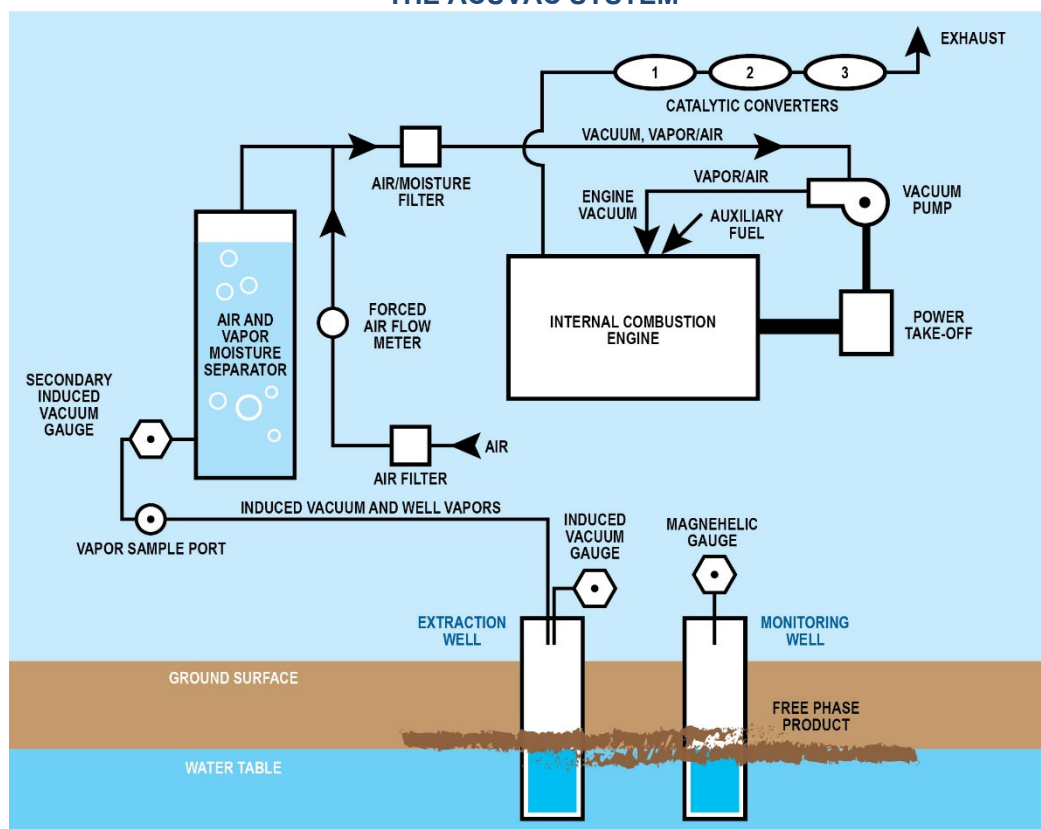 THE ACUVAC SYSTEM
EXHAUST
1
2
3
CATALYTIC CONVERTERS
VACUUM, VAPOR/AIR
AIR/MOISTURE
FILTER
VAPOR/AIR
ENGINE
VACUUM
AUXILIARY
FUEL
VACUUM
PUMP
AIR AND
VAPOR
MOISTURE
SEPARATOR
FORCED
AIR FLOW
METER
INTERNAL COMBUSTION
ENGINE
POWER
TAKE-OFF
SECONDARY
INDUCED
VACUUM
GAUGE
AIR
AIR FILTER
INDUCED VACUUM AND WELL VAPORS
VAPOR SAMPLE PORT
INDUCED
VACUUM
GAUGE
MAGNEHELIC
GAUGE
EXTRACTION
WELL
MONITORING
WELL
GROUND SURFACE
FREE PHASE
PRODUCT
WATER TABLE